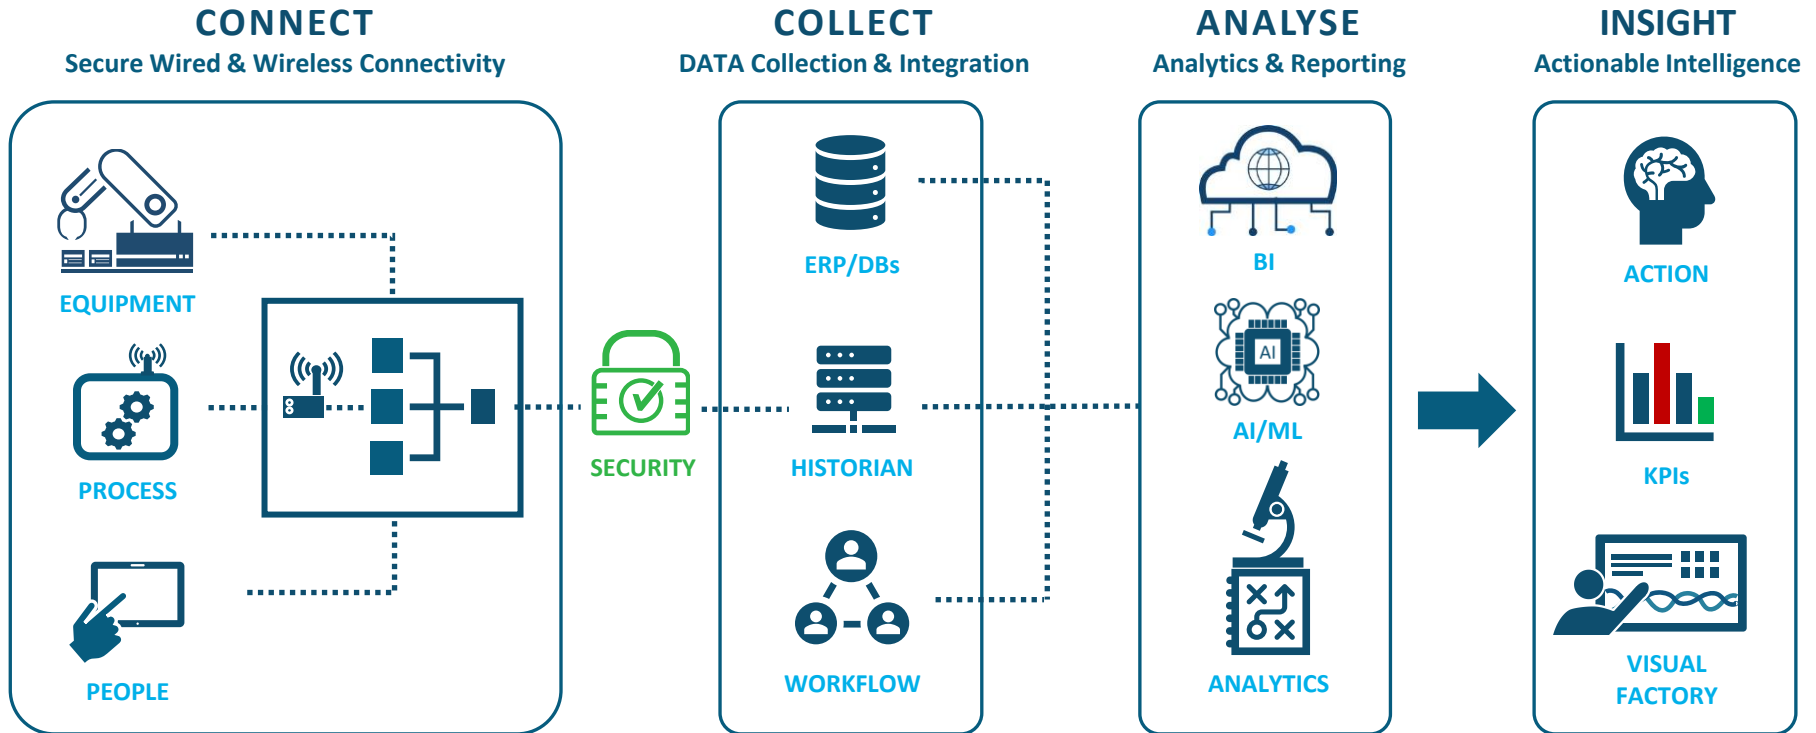 CONNECT
Secure Wired & Wireless Connectivity
EQUIPMENT
PROCESS
PEOPLE
SECURITY
COLLECT
DATA Collection & Integration
ERP/DBs
HISTORIAN
WORKFLOW
ANALYSE
Analytics & Reporting
BI
AI
AI/ML
ANALYTICS
INSIGHT
Actionable Intelligence
ACTION
KPIs
VISUAL
FACTORY